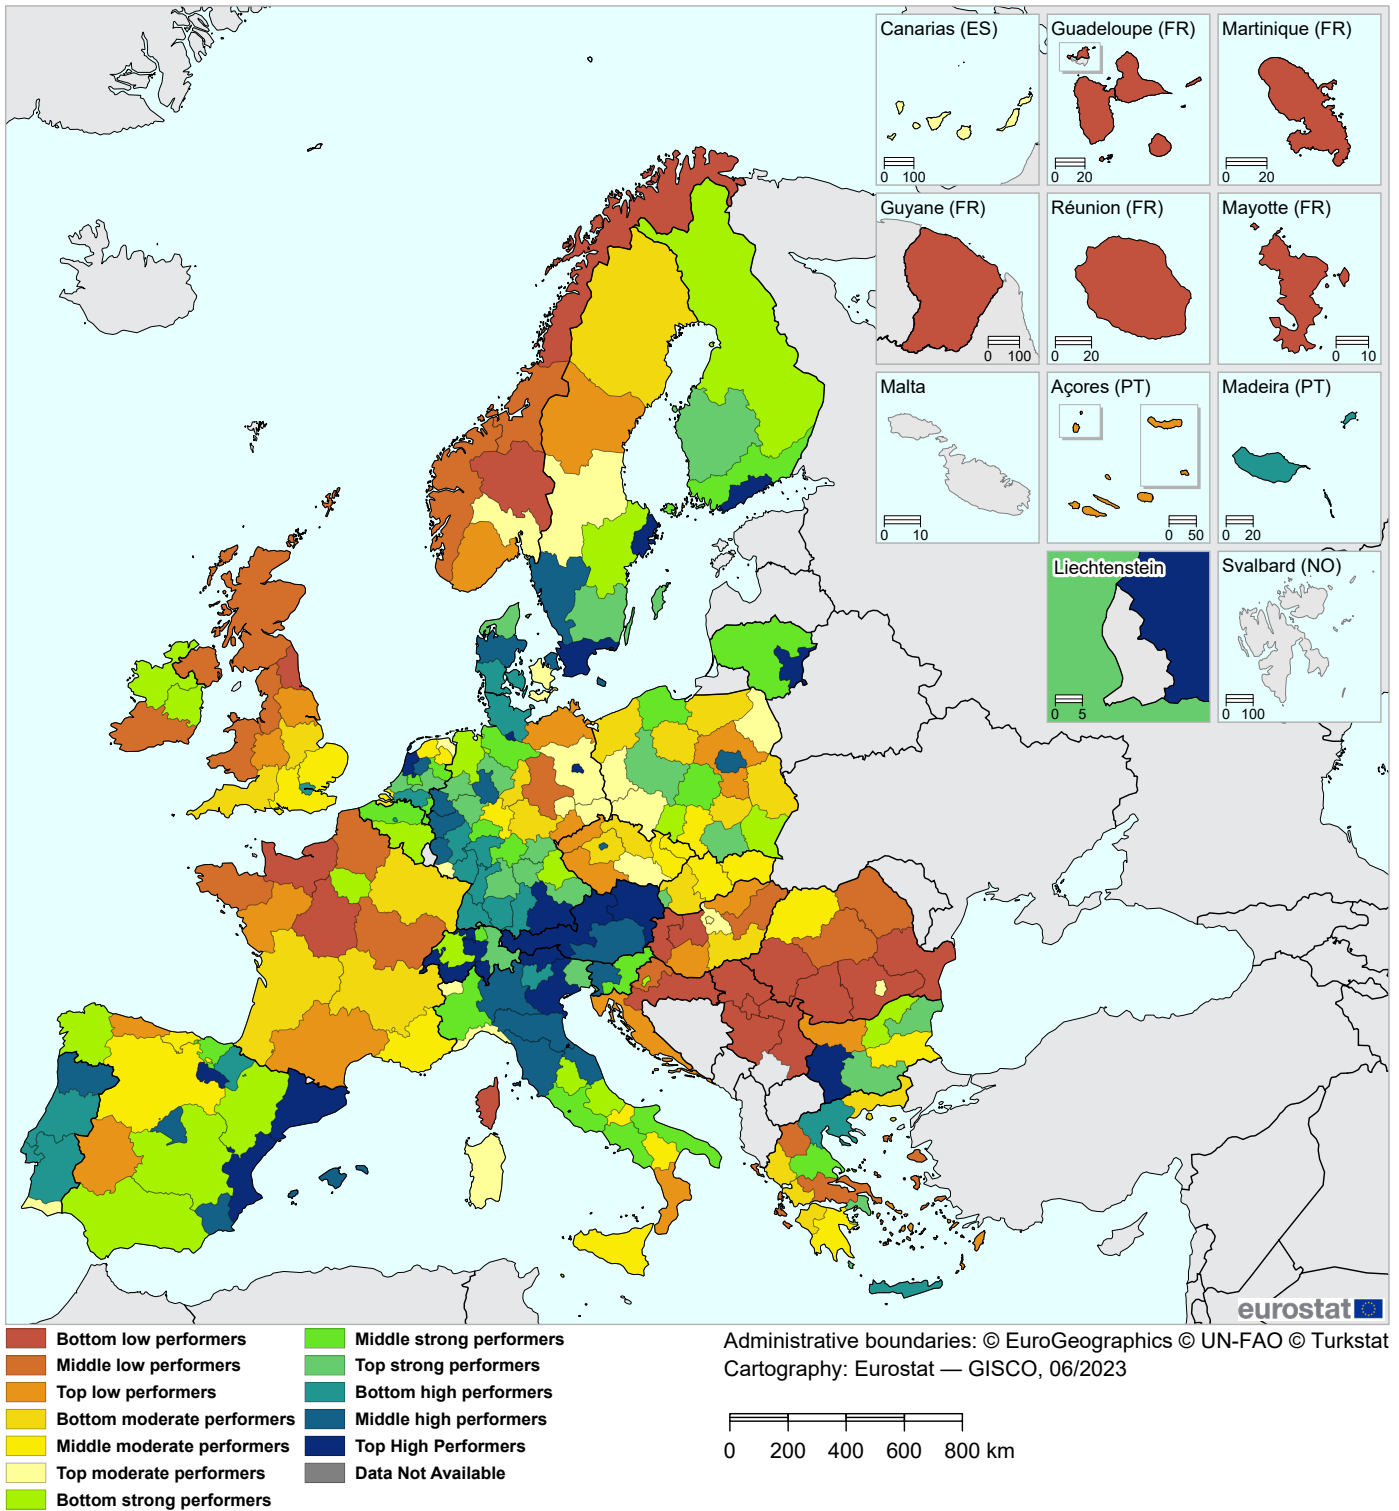 Canarias (ES)
0 100
Guadeloupe (FR)
0 20
Martinique (FR)
0 20
Guyane (FR)
0 100
Réunion (FR)
0 20
Mayotte (FR)
0 10
Malta
0 10
Açores (PT)
0 50
Madeira (PT)
0 20
Liechtenstein
0 5
Svalbard (NO)
0 100
eurostat
Bottom low performers
Middle low performers
Top low performers
Bottom moderate performers
Middle moderate performers
Top moderate performers
Bottom strong performers
Middle strong performers
Top strong performers
Bottom high performers
Middle high performers
Top High Performers
Data Not Available
Administrative boundaries: © EuroGeographics © UN-FAO © Turkstat
Cartography: Eurostat — GISCO, 06/2023
0 200 400 600 800 km